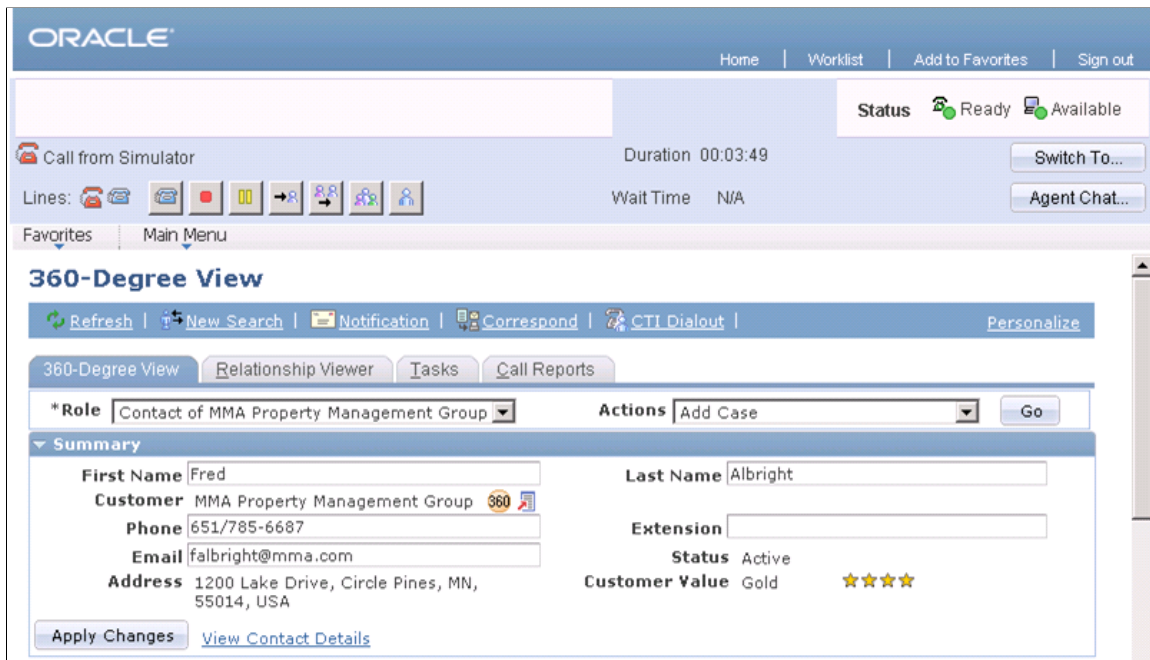 ORACLE
Home | Worklist | Add to Favorites | Sign out
Status Ready Available
Call from Simulator Duration 00:03:49 Switch To...
Lines: Wait Time N/A Agent Chat...
Favorites Main Menu
360-Degree View
Refresh | New Search | Notification | Correspond | CTI Dialout | Personalize
360-Degree View Relationship Viewer Tasks Call Reports
*Role Contact of MMA Property Management Group Actions Add Case Go
Summary
First Name Fred Last Name Albright
Customer MMA Property Management Group 360
Phone 651/785-6687 Extension
Email falbright@mma.com Status Active
Address 1200 Lake Drive, Circle Pines, MN, Customer Value Gold
55014, USA
Apply Changes View Contact Details